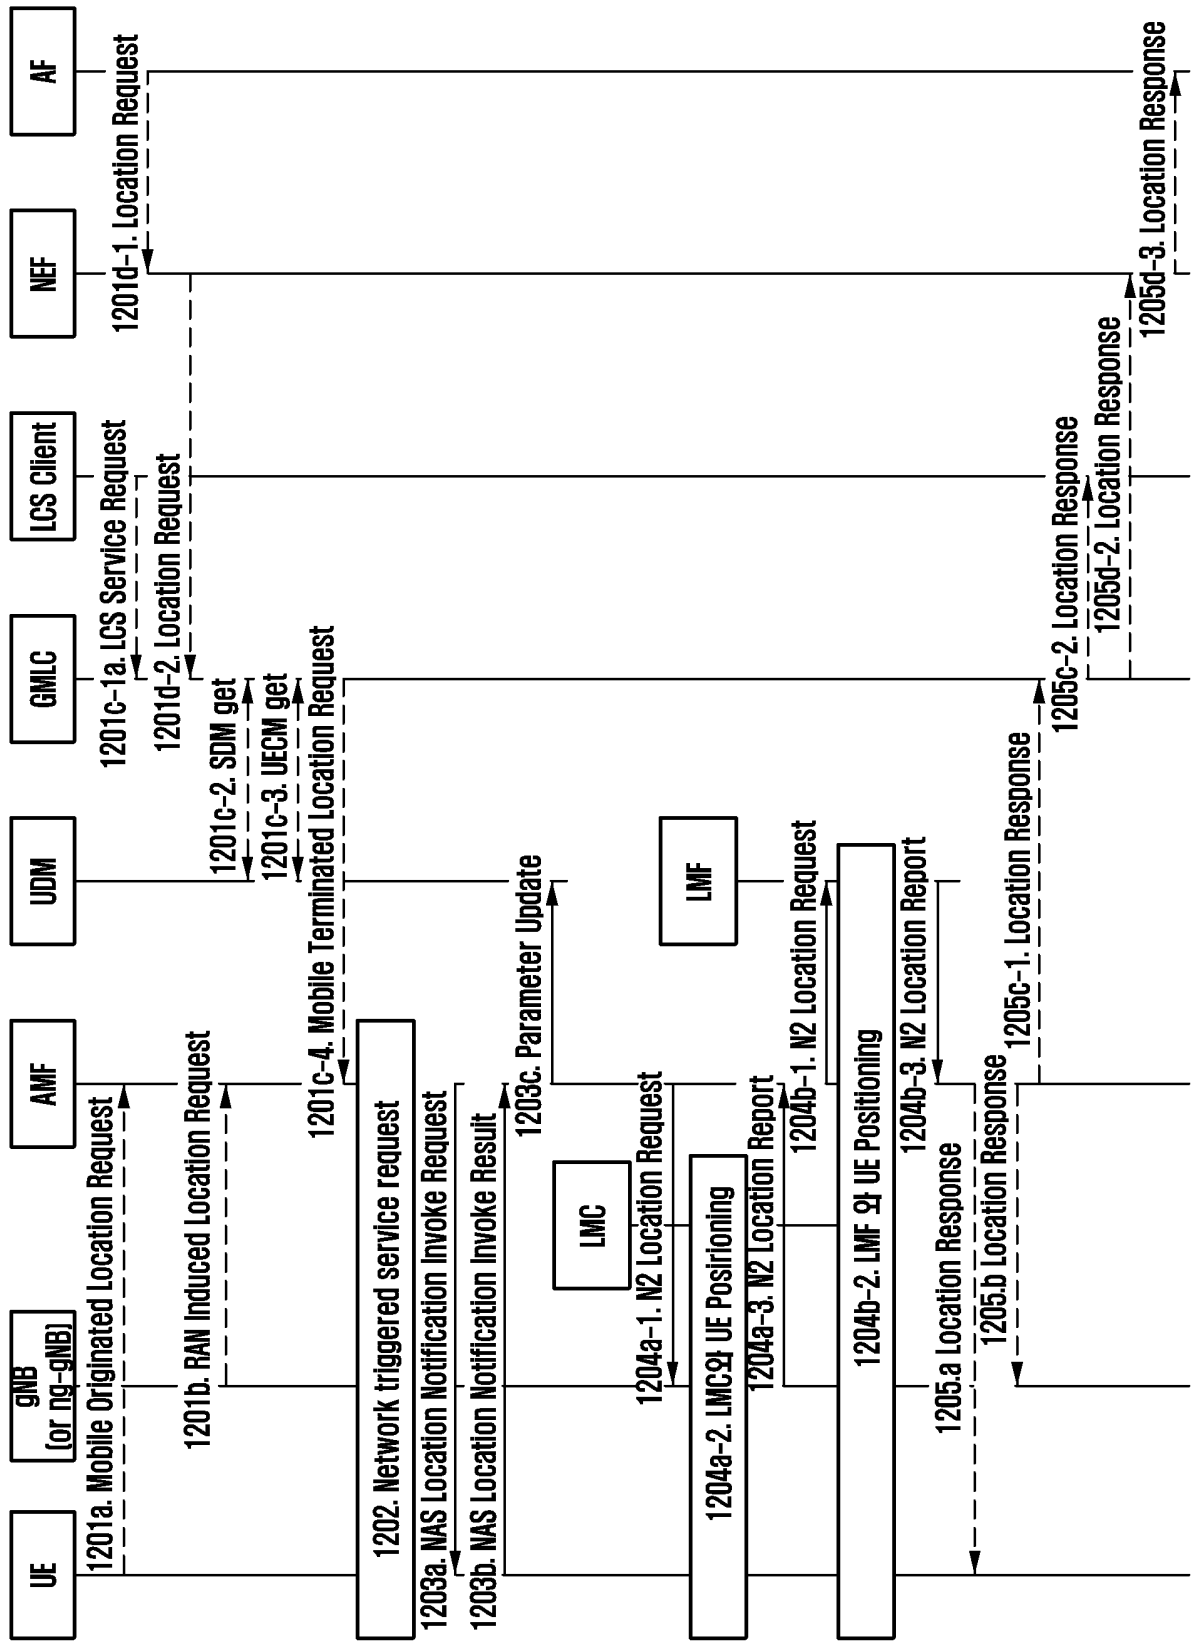 UE
gNB
(or ng-gNB)
AMF
UDM
GMLC
LCS Client
NEF
AF
1201a. Mobile Originated Location Request
1201c-1a. LCS Service Request
1201d-1. Location Request
1201d-2. Location Request
1201b. RAN Induced Location Request
1201c-2. SDM get
1201c-3. UECM get
1201c-4. Mobile Terminated Location Request
1202. Network triggered service request
1203a. NAS Location Notification Invoke Request
1203b. NAS Location Notification Invoke Resuit
1203c. Parameter Update
LMC
1204a-1. N2 Location Request
LMF
1204a-2. LMC와 UE Posirioning
1204a-3. N2 Location Report
1204b-1. N2 Location Request
1204b-2. LMF 와 UE Positioning
1204b-3. N2 Location Report
1205.a Location Response
1205.b Location Response
1205c-1. Location Response
1205c-2. Location Response
1205d-2. Location Response
1205d-3. Location Response